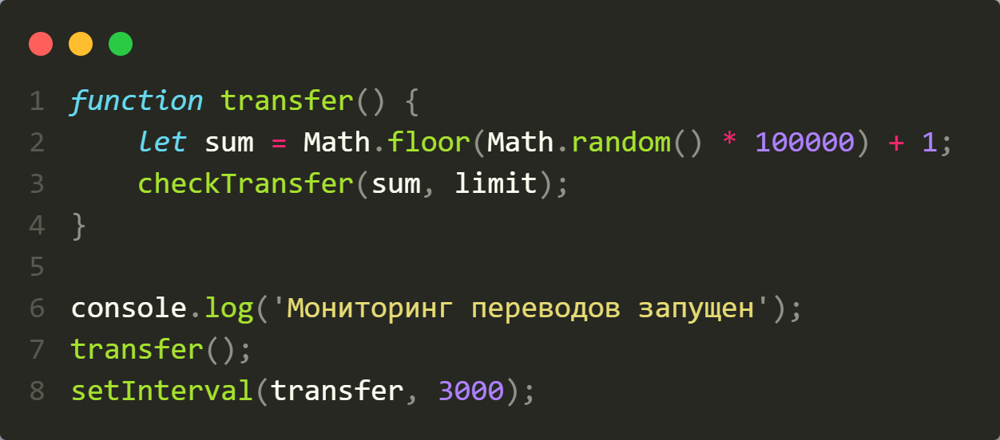 1 function transfer() {
2     let sum = Math.floor(Math.random() * 100000) + 1;
3     checkTransfer(sum, limit);
4 }
5
6 console.log('Мониторинг переводов запущен');
7 transfer();
8 setInterval(transfer, 3000);